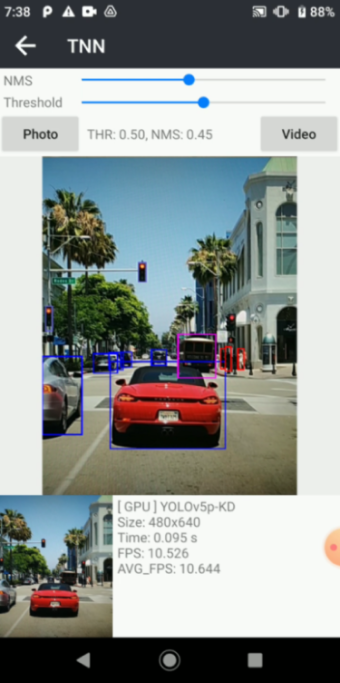 7:38
88%
TNN
NMS
Threshold
Photo
THR: 0.50, NMS: 0.45
Video
[ GPU ] YOLOv5p-KD
Size: 480x640
Time: 0.095 s
FPS: 10.526
AVG_FPS: 10.644